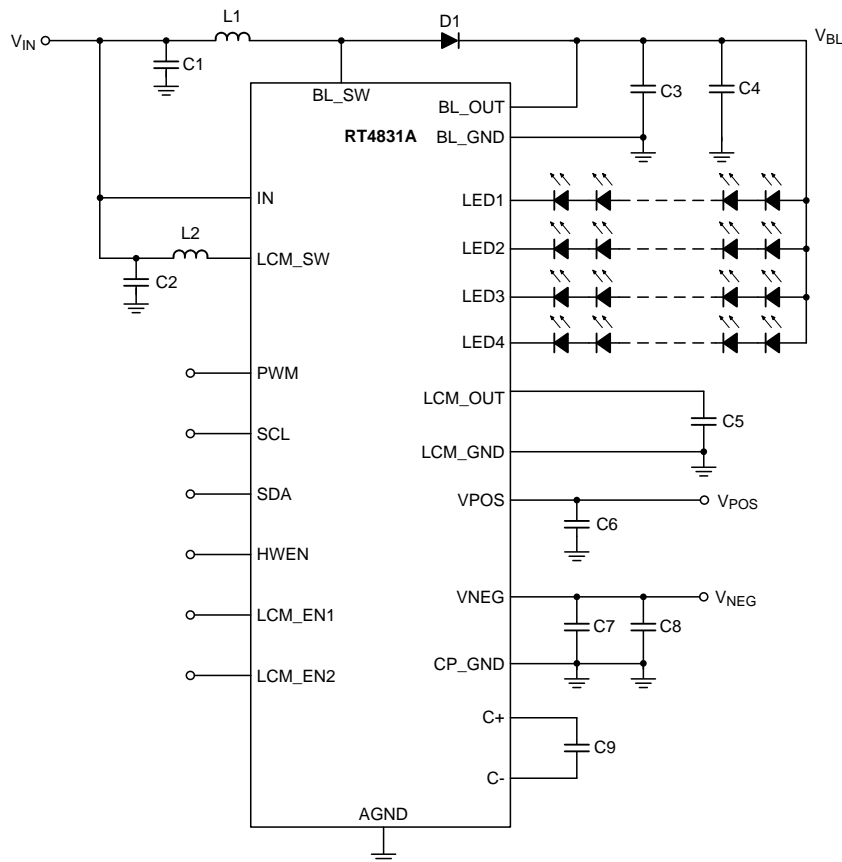 L1
D1
VIN
VBL
C1
BL_SW
C3
C4
BL_OUT
RT4831A
BL_GND
IN
LED1
L2
LED2
LCM_SW
C2
LED3
LED4
PWM
LCM_OUT
C5
SCL
LCM_GND
SDA
VPOS
VPOS
C6
HWEN
VNEG
VNEG
LCM_EN1
C7
C8
CP_GND
LCM_EN2
C+
C9
C-
AGND